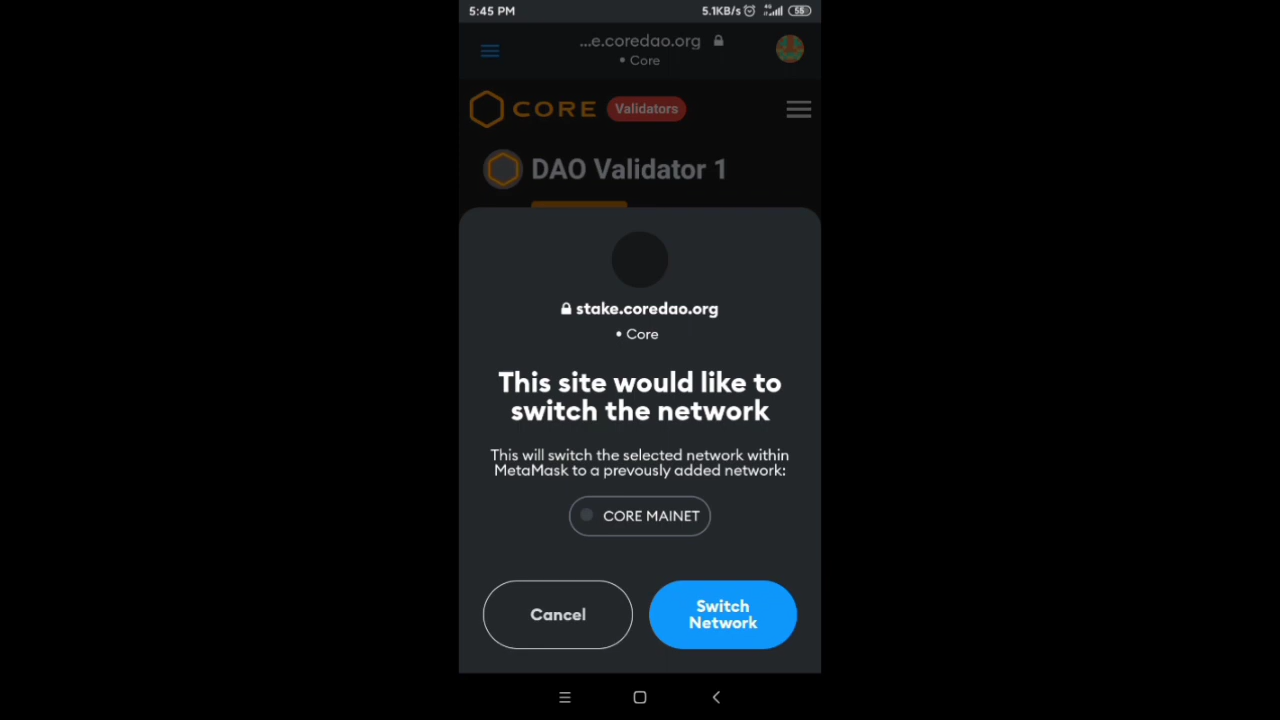 5:45 PM
5.1KB/s 4G 55
...e.coredao.org
• Core
CORE Validators
DAO Validator 1
stake.coredao.org
• Core
This site would like to
switch the network
This will switch the selected network within
MetaMask to a prevously added network:
CORE MAINET
Cancel
Switch
Network